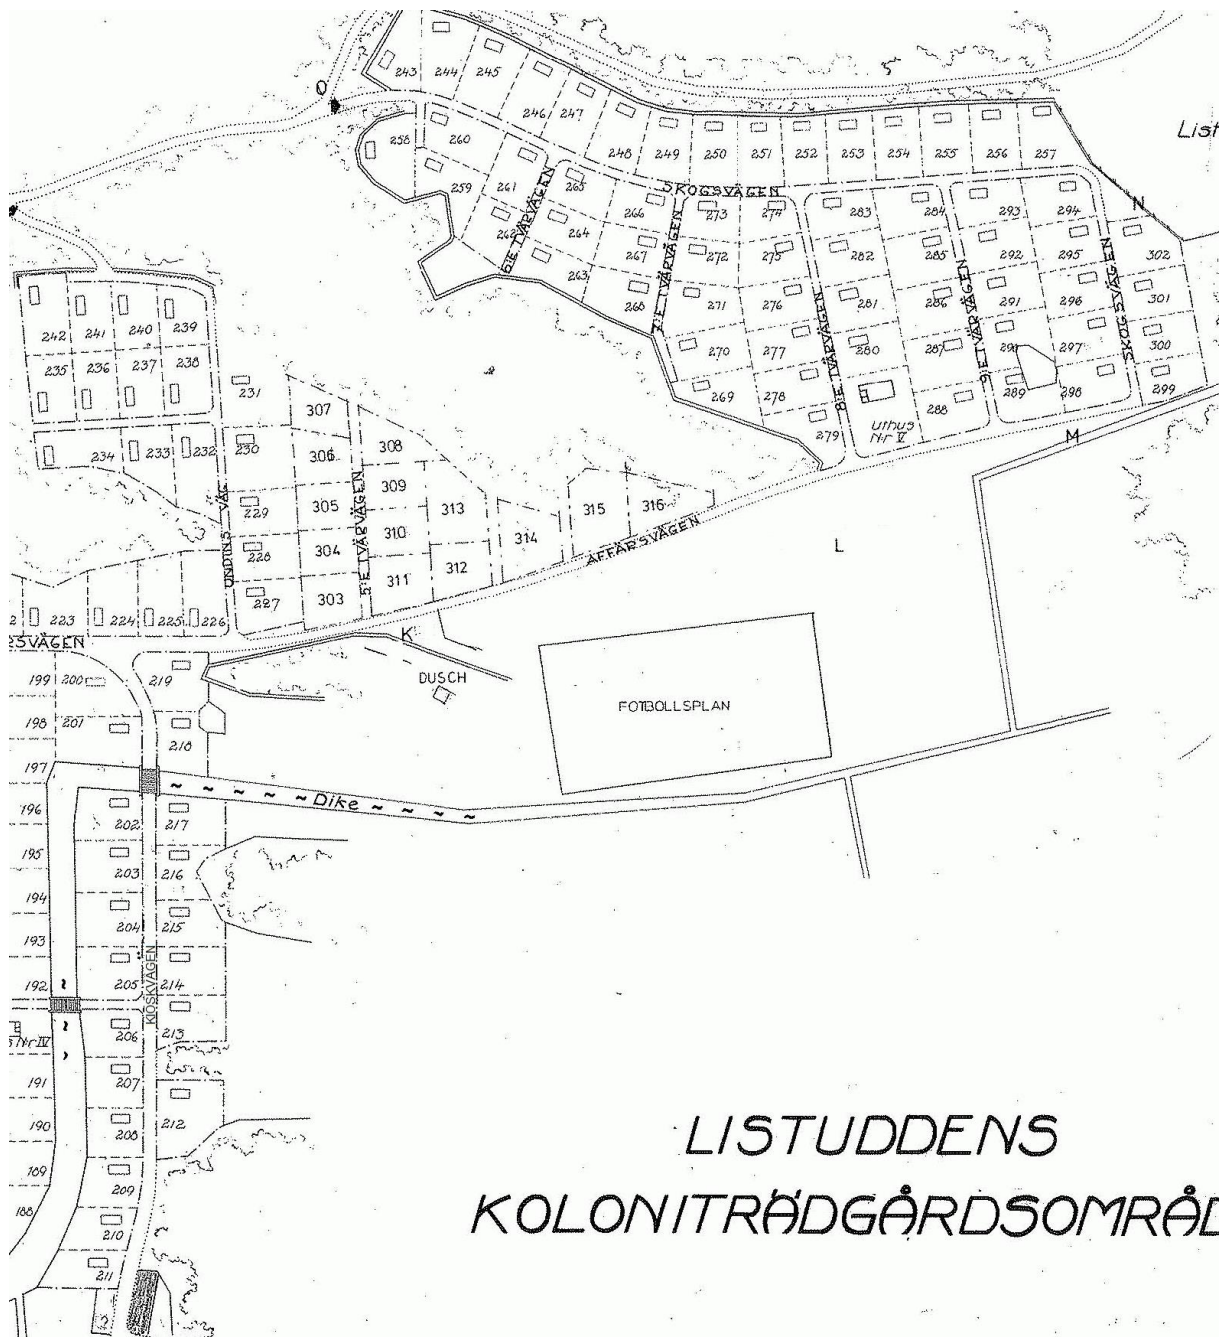 243 244 245
O
246 247
258 260
248 249 250 251 252 253 254 255 256 257
List
259 261 265
SKOGSVÄGEN
266 273 274 283 284 293 294
N
262 264
6:E TVÄRVÄGEN
267 272 275 282 285 292 295 302
263
268 271 276 281 286 291 296 301
7:E TVÄRVÄGEN
8:E TVÄRVÄGEN
9:E TVÄRVÄGEN
SKOGSVÄGEN
242 241 240 239
270 277 280 287 297 300
235 236 237 238
231
269 278 288 289 298 299
Uthus
Nr V
279
M
307
234 233 232 230
306 308
309
229 305 313 315 316
UNDINS VÄG
5:E TVÄRVÄGEN
228 304 310 314
AFFÄRSVÄGEN
L
227 303 311 312
2 223 224 225 226
RSVÄGEN
K
199 200 219
DUSCH
198 201 218
FOTBOLLSPLAN
197
Dike
196 202 217
195 203 216
194 204 215
193
192 205 214
KIOSKVÄGEN
206 213
s Nr IV
191 207
190 208 212
189 209
188 210
211
LISTUDDENS
KOLONITRÄDGÅRDSOMRÅD